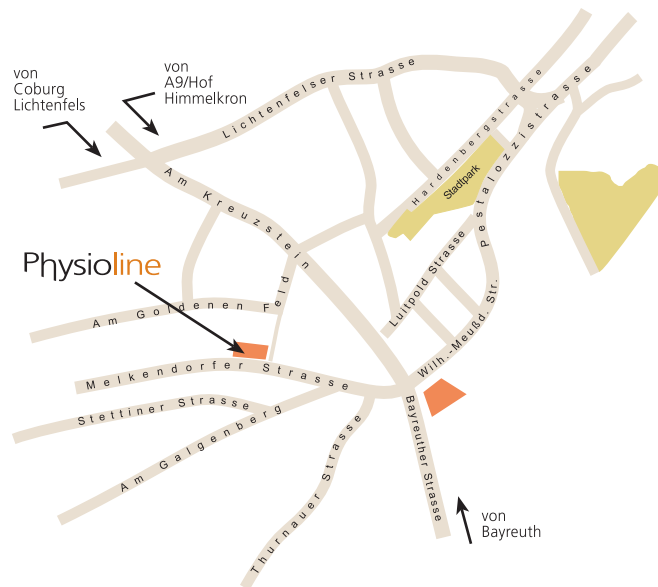 von
Coburg
Lichtenfels
von
A9/Hof
Himmelkron
Lichtenfelser Strasse
Hardenbergstrasse
Pestalozzistrasse
Stadtpark
Am Kreuzstein
Physioline
Luitpold Strasse
Am Goldenen Feld
Wilh.-Meußd. Str.
Melkendorfer Strasse
Stettiner Strasse
Am Galgenberg
Thurnauer Strasse
Bayreuther Strasse
von
Bayreuth